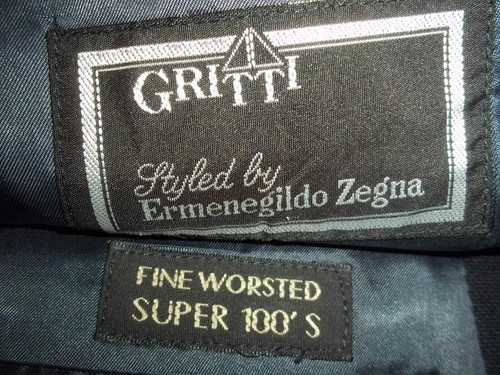 GRITTI
Styled by
Ermenegildo Zegna
FINE WORSTED
SUPER 100'S